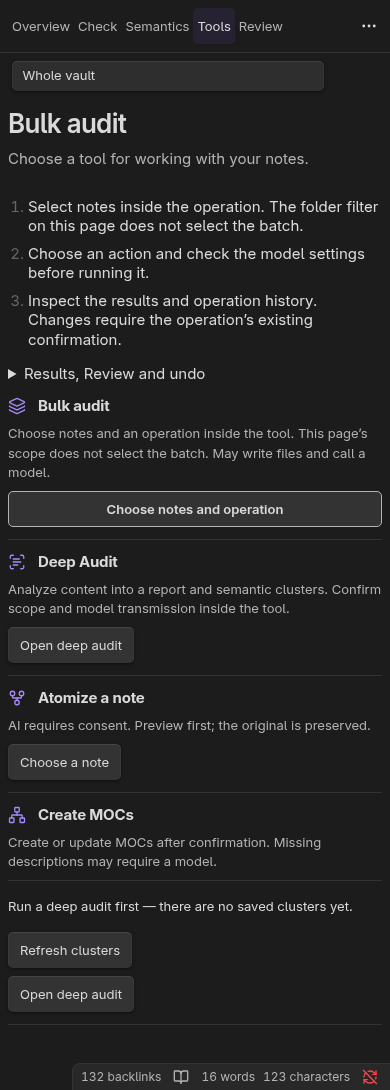 Overview Check Semantics Tools Review
Whole vault
Bulk audit
Choose a tool for working with your notes.
1. Select notes inside the operation. The folder filter
on this page does not select the batch.
2. Choose an action and check the model settings
before running it.
3. Inspect the results and operation history.
Changes require the operation’s existing
confirmation.
Results, Review and undo
Bulk audit
Choose notes and an operation inside the tool. This page’s
scope does not select the batch. May write files and call a
model.
Choose notes and operation
Deep Audit
Analyze content into a report and semantic clusters. Confirm
scope and model transmission inside the tool.
Open deep audit
Atomize a note
AI requires consent. Preview first; the original is preserved.
Choose a note
Create MOCs
Create or update MOCs after confirmation. Missing
descriptions may require a model.
Run a deep audit first — there are no saved clusters yet.
Refresh clusters
Open deep audit
132 backlinks 16 words 123 characters